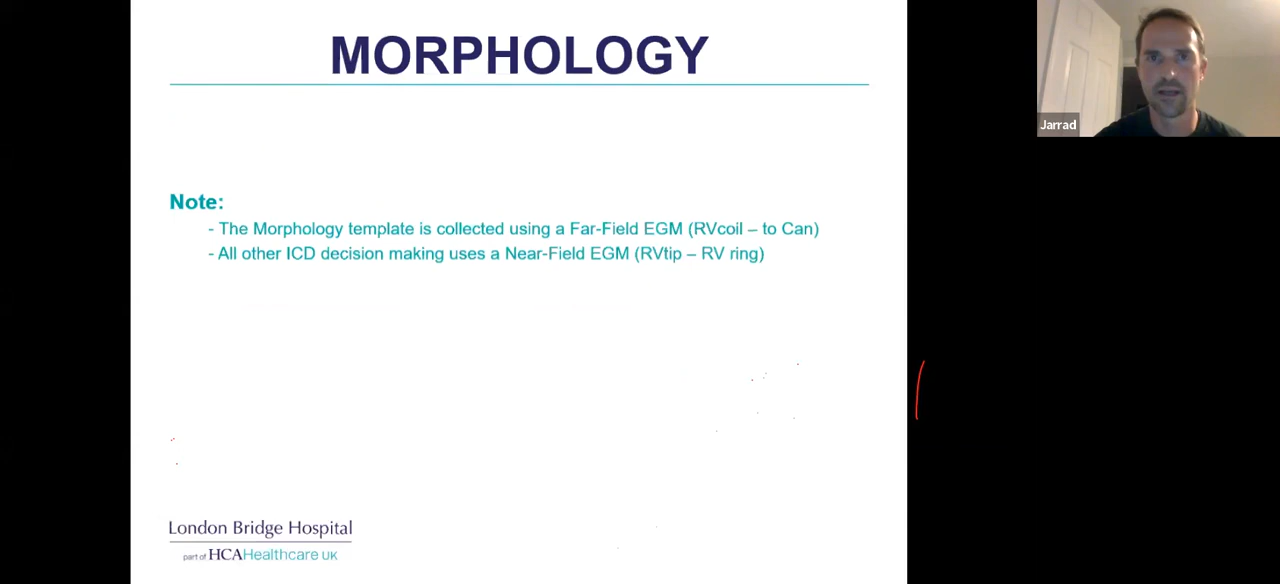 MORPHOLOGY
Jarrad
Note:
- The Morphology template is collected using a Far-Field EGM (RVcoil – to Can)
- All other ICD decision making uses a Near-Field EGM (RVtip – RV ring)
London Bridge Hospital
part of HCAHealthcare UK